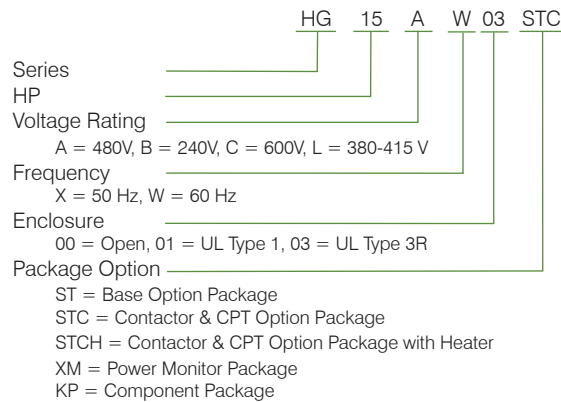 HG 15 A W 03 STC
Series
HP
Voltage Rating
A = 480V, B = 240V, C = 600V, L = 380-415 V
Frequency
X = 50 Hz, W = 60 Hz
Enclosure
00 = Open, 01 = UL Type 1, 03 = UL Type 3R
Package Option
ST = Base Option Package
STC = Contactor & CPT Option Package
STCH = Contactor & CPT Option Package with Heater
XM = Power Monitor Package
KP = Component Package